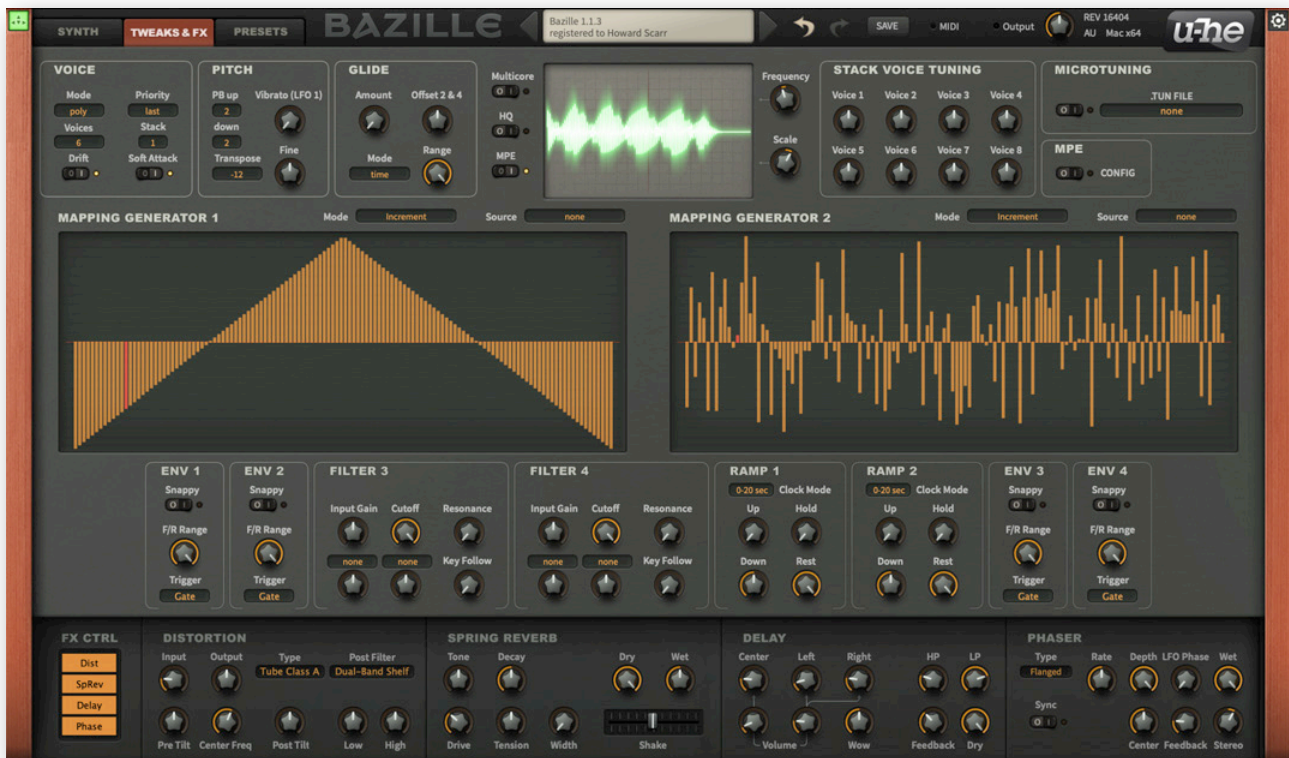 SYNTH TWEAKS & FX PRESETS BAZILLE Bazille 1.1.3 SAVE MIDI Output REV 16404 u-he
registered to Howard Scarr AU Mac x64
VOICE PITCH GLIDE Multicore Frequency STACK VOICE TUNING MICROTUNING
Mode Priority PB up Vibrato (LFO 1) Amount Offset 2 & 4 O I Voice 1 Voice 2 Voice 3 Voice 4 .TUN FILE
poly last 2 HQ O I none
Voices Stack down O I Scale
6 1 2 Fine Mode Range MPE Voice 5 Voice 6 Voice 7 Voice 8 MPE
Drift Soft Attack Transpose time O I O I CONFIG
O I O I -12
MAPPING GENERATOR 1 Mode Increment Source none MAPPING GENERATOR 2 Mode Increment Source none
ENV 1 ENV 2 FILTER 3 FILTER 4 RAMP 1 RAMP 2 ENV 3 ENV 4
Snappy Snappy 0-20 sec Clock Mode 0-20 sec Clock Mode Snappy Snappy
O I O I Input Gain Cutoff Resonance Input Gain Cutoff Resonance Up Hold Up Hold O I O I
F/R Range F/R Range F/R Range F/R Range
none none Key Follow none none Key Follow Down Rest Down Rest
Trigger Trigger Trigger Trigger
Gate Gate Gate Gate
FX CTRL DISTORTION SPRING REVERB DELAY PHASER
Dist Input Output Type Post Filter Tone Decay Dry Wet Center Left Right HP LP Type Rate Depth LFO Phase Wet
SpRev Tube Class A Dual-Band Shelf Flanged
Delay Sync
Phase O I
Pre Tilt Center Freq Post Tilt Low High Drive Tension Width Shake Volume Wow Feedback Dry Center Feedback Stereo